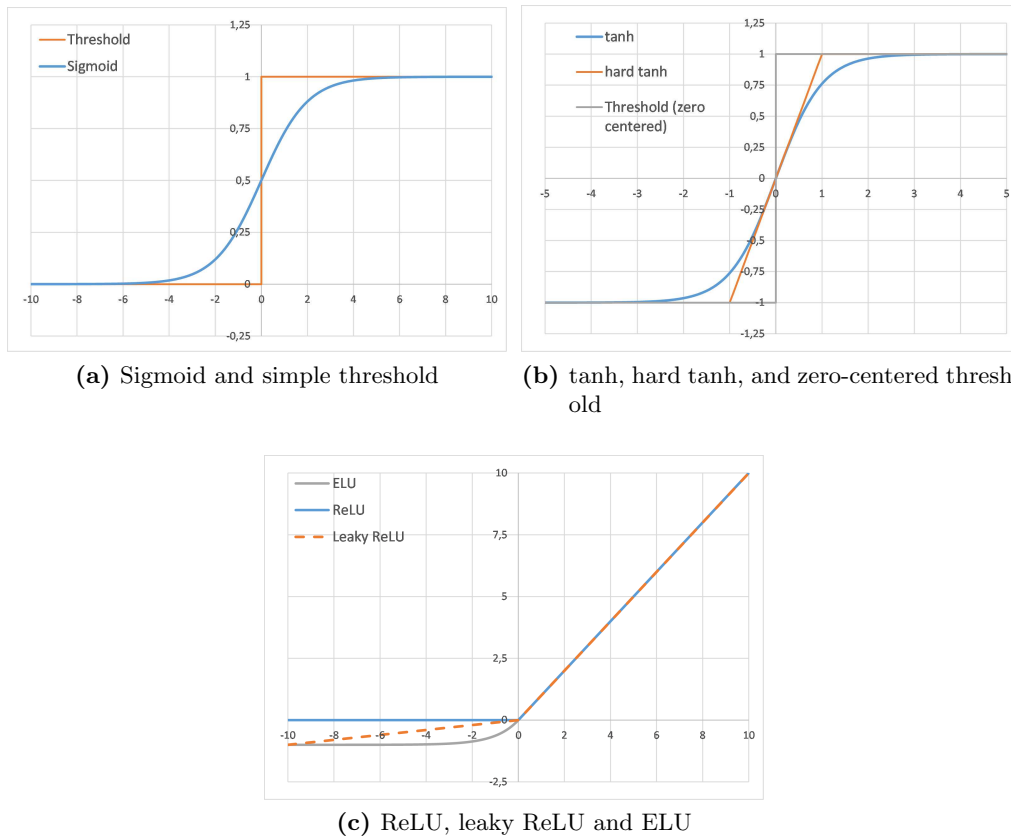 1,25
Threshold
Sigmoid
1
0,75
0,5
0,25
0
-10 -8 -6 -4 -2 0 2 4 6 8 10
-0,25
(a) Sigmoid and simple threshold
1,25
tanh
1
hard tanh
0,75
Threshold (zero
centered)
0,5
0,25
0
-5 -4 -3 -2 -1 0 1 2 3 4 5
-0,25
-0,5
-0,75
-1
-1,25
(b) tanh, hard tanh, and zero-centered thresh
old
10
ELU
ReLU
Leaky ReLU
7,5
5
2,5
0
-10 -8 -6 -4 -2 0 2 4 6 8 10
-2,5
(c) ReLU, leaky ReLU and ELU